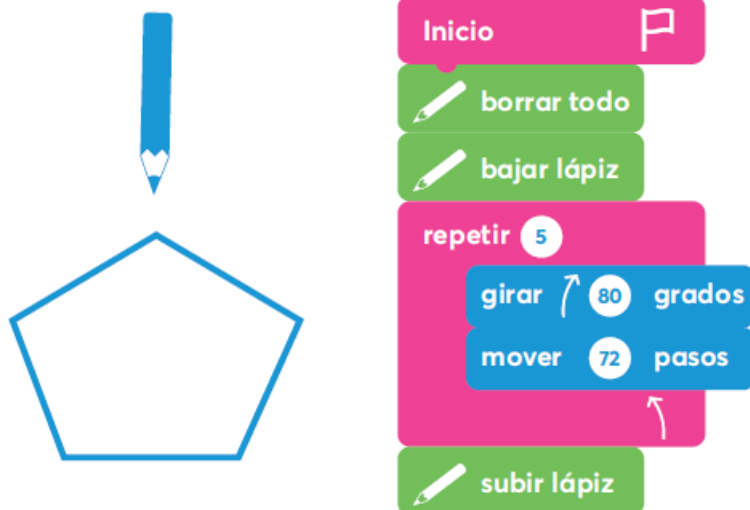 Inicio
borrar todo
bajar lápiz
repetir 5
girar 80 grados
mover 72 pasos
subir lápiz